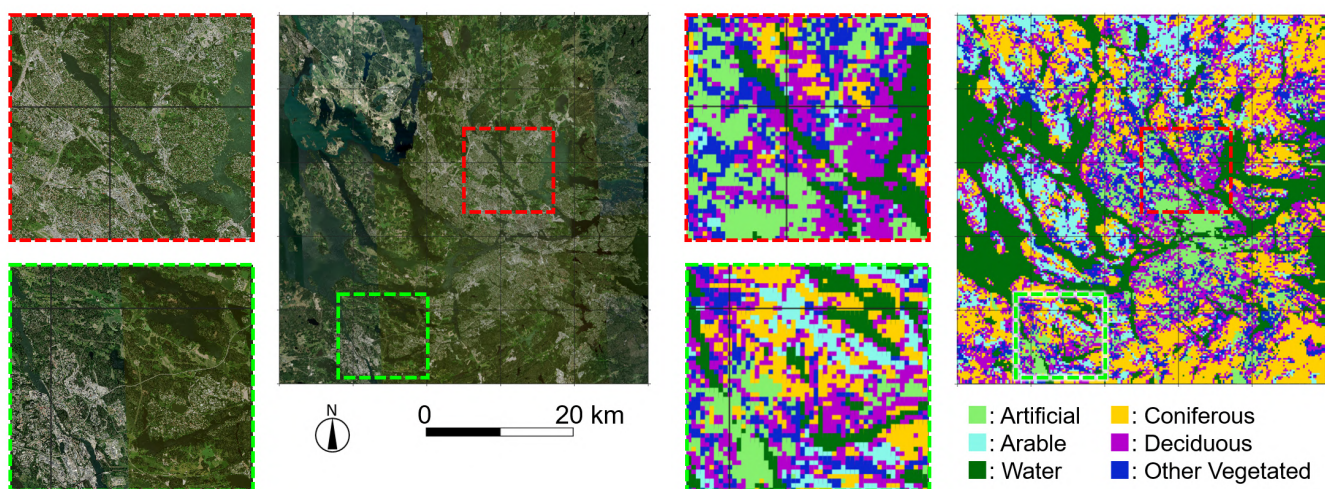 N
0 20 km
: Artificial : Coniferous
: Arable : Deciduous
: Water : Other Vegetated